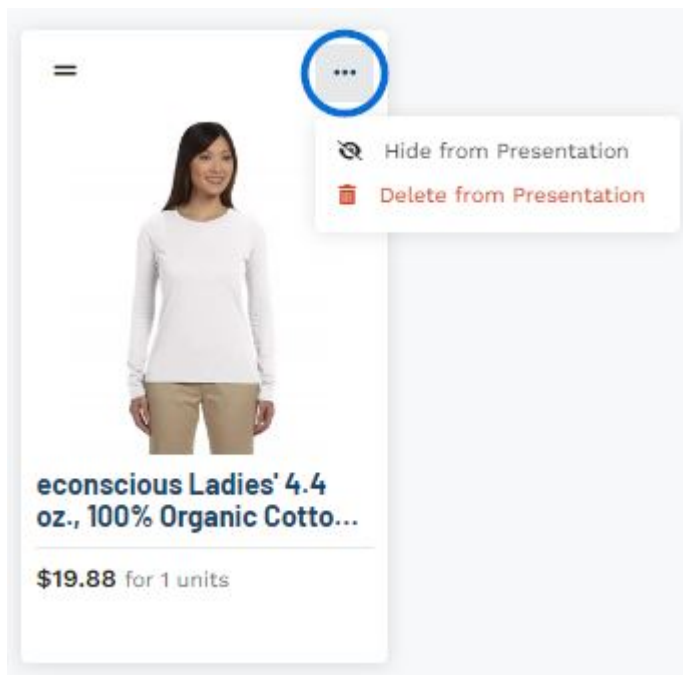 Hide from Presentation
Delete from Presentation
econscious Ladies' 4.4
oz., 100% Organic Cotto...
$19.88 for 1 units